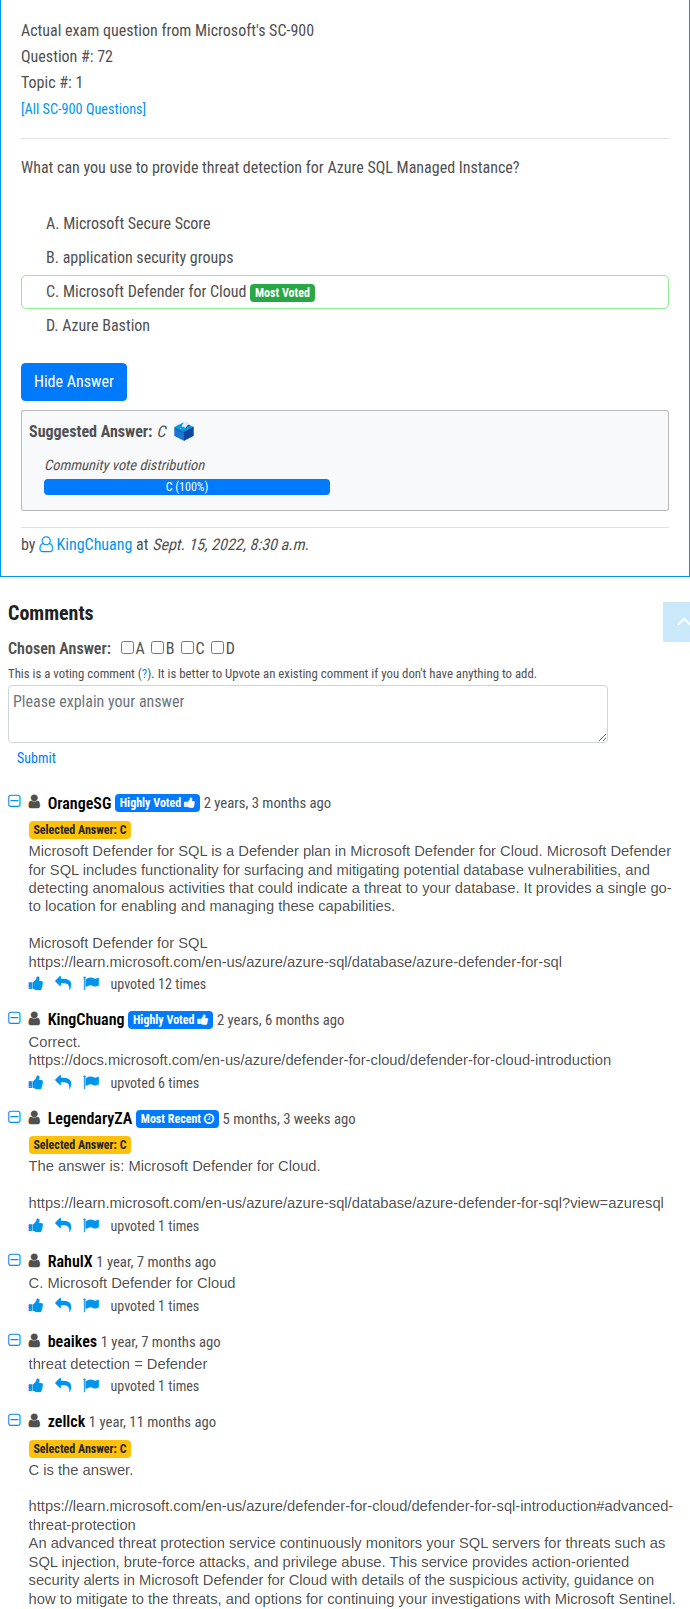 Actual exam question from Microsoft's SC-900
Question #: 72
Topic #: 1
[All SC-900 Questions]
What can you use to provide threat detection for Azure SQL Managed Instance?
A. Microsoft Secure Score
B. application security groups
C. Microsoft Defender for Cloud Most Voted
D. Azure Bastion
Hide Answer
Suggested Answer: C
Community vote distribution
C (100%)
by KingChuang at Sept. 15, 2022, 8:30 a.m.
Comments
Chosen Answer: A B C D
This is a voting comment (?). It is better to Upvote an existing comment if you don't have anything to add.
Please explain your answer
Submit
OrangeSG Highly Voted 2 years, 3 months ago
Selected Answer: C
Microsoft Defender for SQL is a Defender plan in Microsoft Defender for Cloud. Microsoft Defender
for SQL includes functionality for surfacing and mitigating potential database vulnerabilities, and
detecting anomalous activities that could indicate a threat to your database. It provides a single go-
to location for enabling and managing these capabilities.
Microsoft Defender for SQL
https://learn.microsoft.com/en-us/azure/azure-sql/database/azure-defender-for-sql
upvoted 12 times
KingChuang Highly Voted 2 years, 6 months ago
Correct.
https://docs.microsoft.com/en-us/azure/defender-for-cloud/defender-for-cloud-introduction
upvoted 6 times
LegendaryZA Most Recent 5 months, 3 weeks ago
Selected Answer: C
The answer is: Microsoft Defender for Cloud.
https://learn.microsoft.com/en-us/azure/azure-sql/database/azure-defender-for-sql?view=azuresql
upvoted 1 times
RahulX 1 year, 7 months ago
C. Microsoft Defender for Cloud
upvoted 1 times
beaikes 1 year, 7 months ago
threat detection = Defender
upvoted 1 times
zellck 1 year, 11 months ago
Selected Answer: C
C is the answer.
https://learn.microsoft.com/en-us/azure/defender-for-cloud/defender-for-sql-introduction#advanced-
threat-protection
An advanced threat protection service continuously monitors your SQL servers for threats such as
SQL injection, brute-force attacks, and privilege abuse. This service provides action-oriented
security alerts in Microsoft Defender for Cloud with details of the suspicious activity, guidance on
how to mitigate to the threats, and options for continuing your investigations with Microsoft Sentinel.